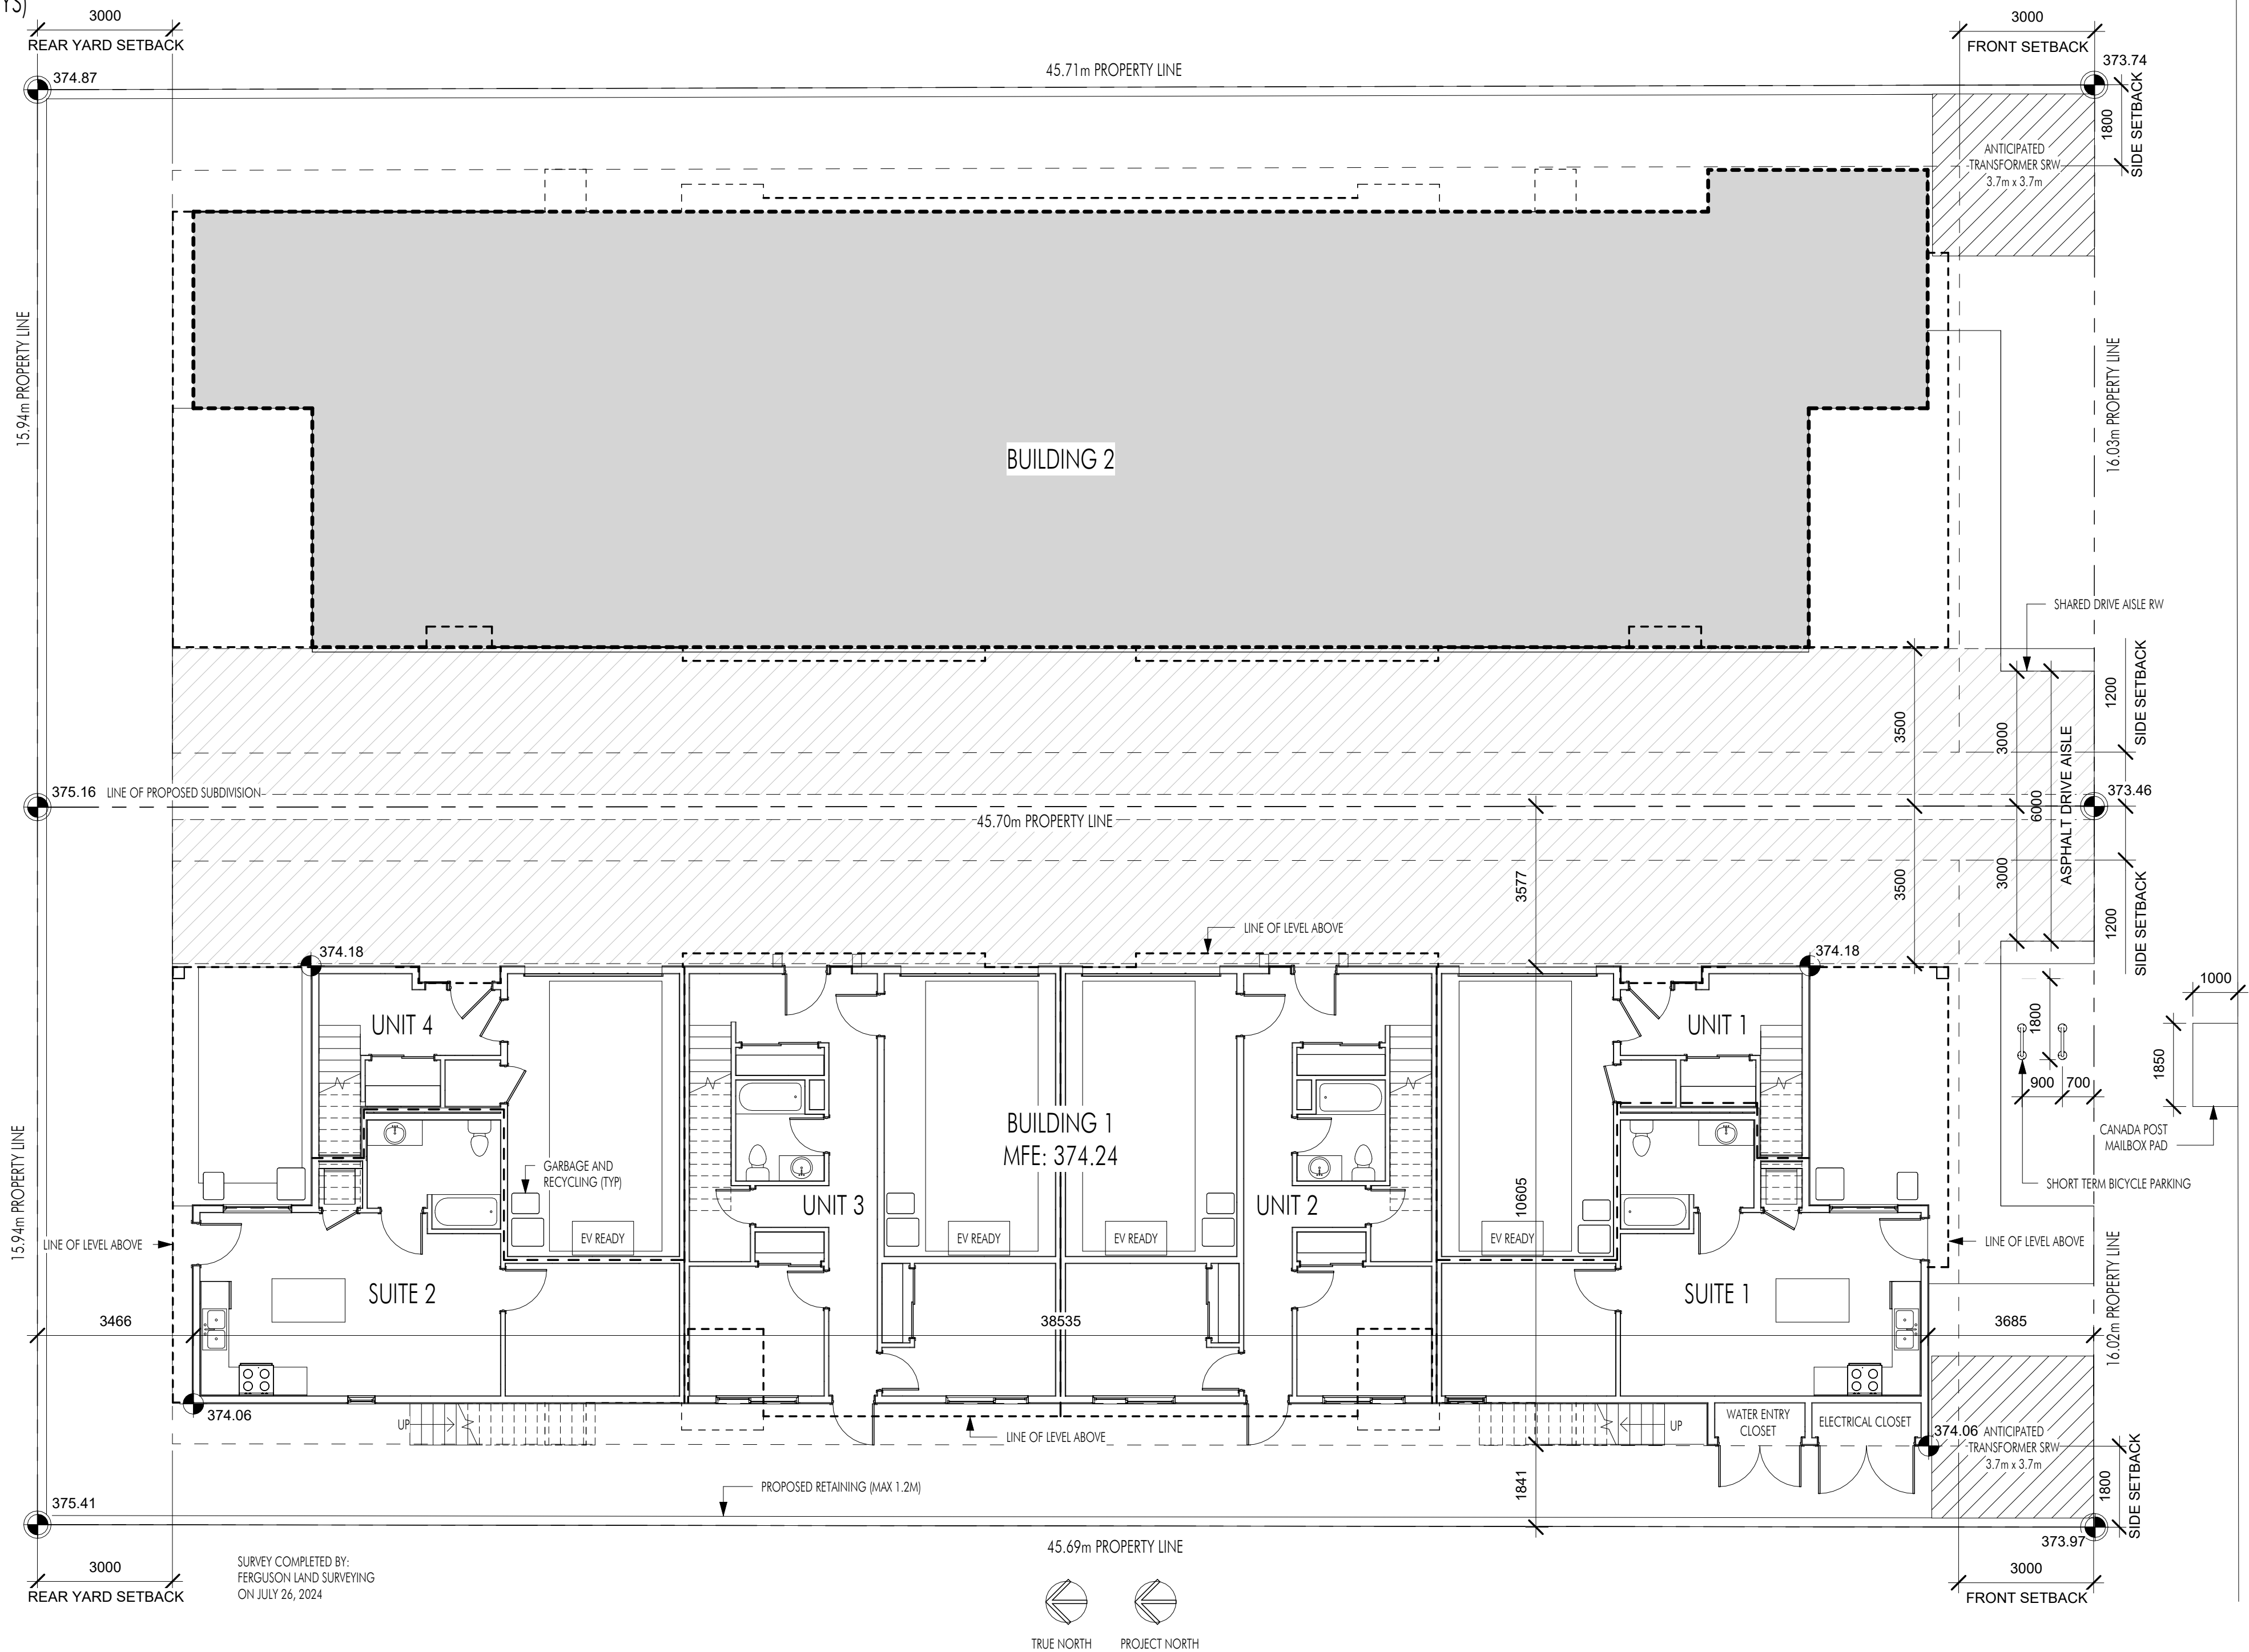 YS)
3000
REAR YARD SETBACK
3000
FRONT SETBACK
374.87
45.71m PROPERTY LINE
373.74
1800
SIDE SETBACK
ANTICIPATED
TRANSFORMER SRW
3.7m x 3.7m
15.94m PROPERTY LINE
16.03m PROPERTY LINE
BUILDING 2
SHARED DRIVE AISLE RW
1200
SIDE SETBACK
3500
3000
6000
ASPHALT DRIVE AISLE
375.16
LINE OF PROPOSED SUBDIVISION
373.46
45.70m PROPERTY LINE
3577
3500
3000
1200
SIDE SETBACK
LINE OF LEVEL ABOVE
374.18
374.18
1000
UNIT 4
UNIT 1
1800
1850
900
700
BUILDING 1
MFE: 374.24
CANADA POST
MAILBOX PAD
15.94m PROPERTY LINE
GARBAGE AND
RECYCLING (TYP)
SHORT TERM BICYCLE PARKING
UNIT 3
UNIT 2
10605
LINE OF LEVEL ABOVE
EV READY
EV READY
EV READY
EV READY
LINE OF LEVEL ABOVE
SUITE 2
SUITE 1
3466
38535
3685
16.02m PROPERTY LINE
374.06
UP
LINE OF LEVEL ABOVE
UP
WATER ENTRY
CLOSET
ELECTRICAL CLOSET
374.06
ANTICIPATED
TRANSFORMER SRW
3.7m x 3.7m
375.41
PROPOSED RETAINING (MAX 1.2M)
1841
1800
SIDE SETBACK
45.69m PROPERTY LINE
373.97
3000
REAR YARD SETBACK
SURVEY COMPLETED BY:
FERGUSON LAND SURVEYING
ON JULY 26, 2024
3000
FRONT SETBACK
TRUE NORTH
PROJECT NORTH